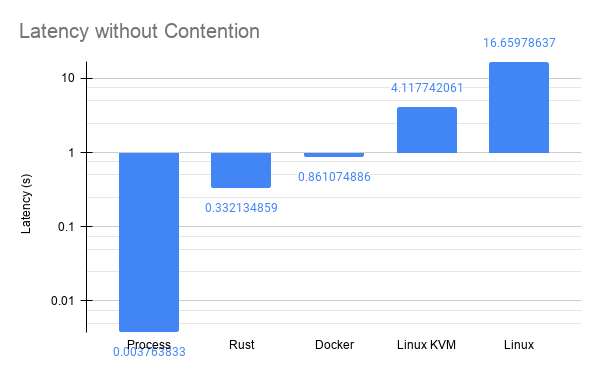 Latency without Contention
16.65978637
4.117742061
10
1
0.861074886
0.332134859
0.1
0.01
Latency (s)
Process
Rust
Docker
Linux KVM
Linux
0.003763833